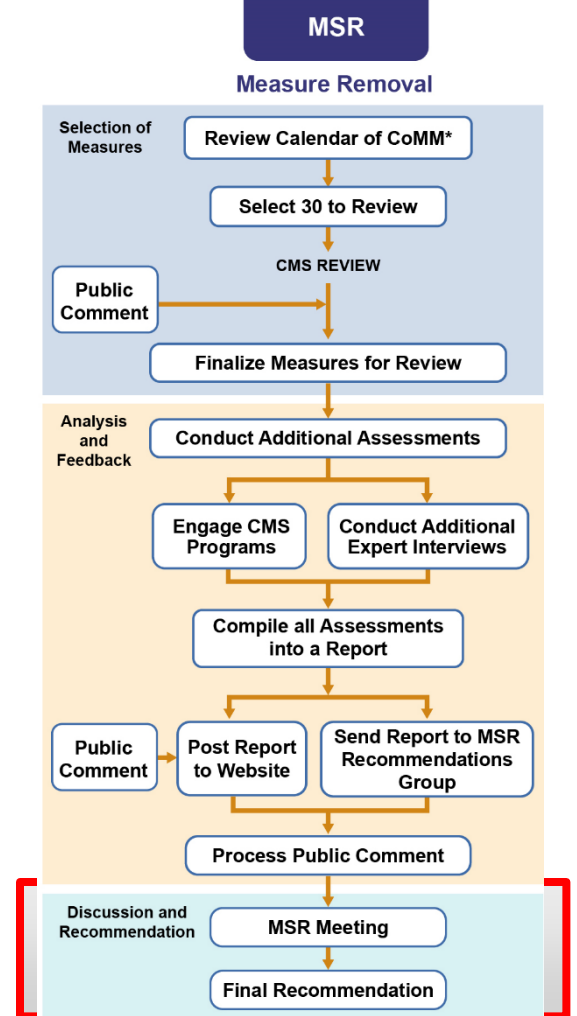 MSR
Measure Removal
Selection of
Measures
Review Calendar of CoMM*
Select 30 to Review
CMS REVIEW
Public
Comment
Finalize Measures for Review
Analysis
and
Feedback
Conduct Additional Assessments
Engage CMS
Programs
Conduct Additional
Expert Interviews
Compile all Assessments
into a Report
Public
Comment
Post Report
to Website
Send Report to MSR
Recommendations
Group
Process Public Comment
Discussion and
Recommendation
MSR Meeting
Final Recommendation